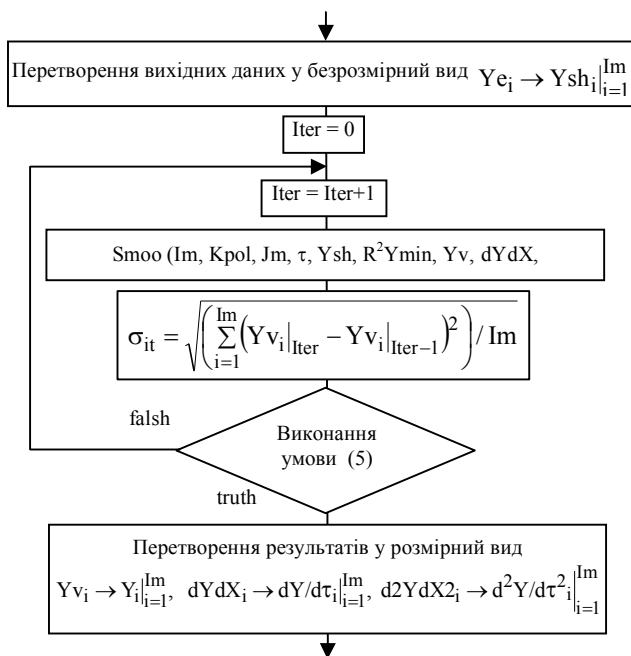 Перетворення вихідних даних у безрозмірний вид Ye_i → Ysh_i|_{i=1}^{Im}
Iter = 0
Iter = Iter+1
Smoo (Im, Kpol, Jm, τ, Ysh, R²Ymin, Yv, dYdX,
σ_it = √((∑_{i=1}^{Im}(Yv_i|_Iter − Yv_i|_{Iter−1})²)/Im)
falsh
Виконання
умови (5)
truth
Перетворення результатів у розмірний вид
Yv_i → Y_i|_{i=1}^{Im}, dYdX_i → dY/dτ_i|_{i=1}^{Im}, d2YdX2_i → d²Y/dτ²_i|_{i=1}^{Im}